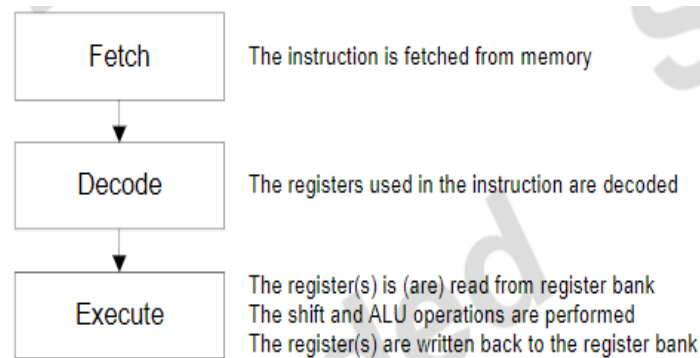 Fetch The instruction is fetched from memory
Decode The registers used in the instruction are decoded
Execute The register(s) is (are) read from register bank
The shift and ALU operations are performed
The register(s) are written back to the register bank